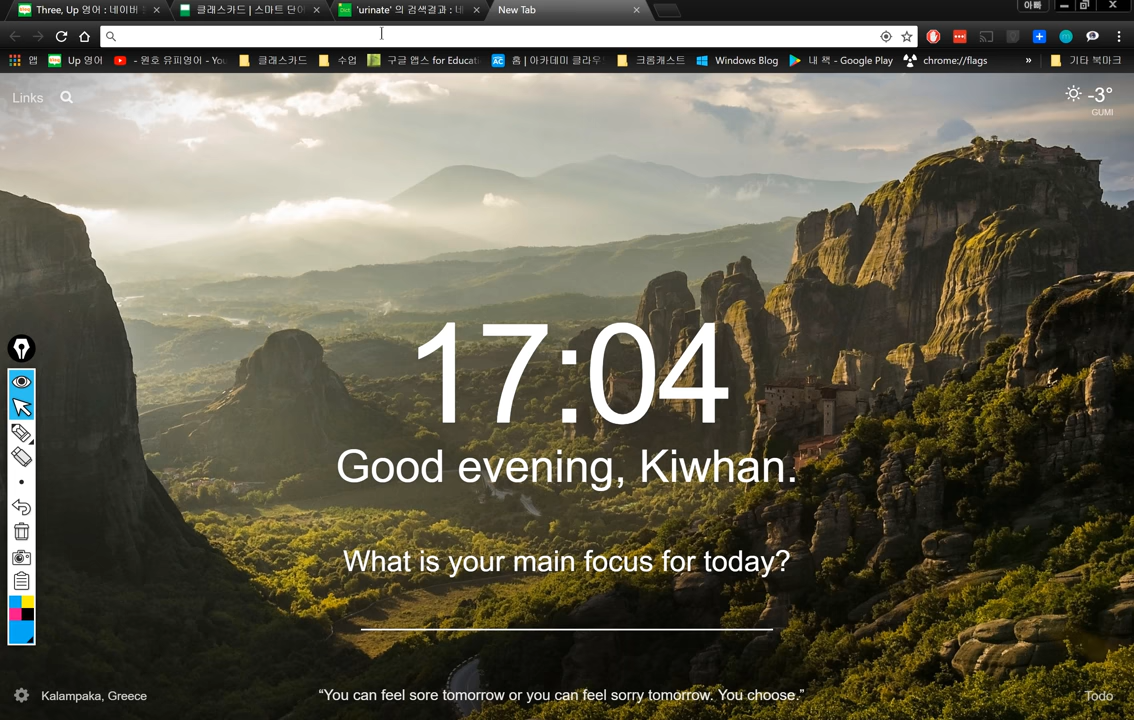 Three, Up 영어 : 네이버
클래스카드 | 스마트 단어
'urinate' 의 검색결과 : 네
New Tab
아빠
앱
Up 영어
- 원호 유피영어 - You
클래스카드
수업
구글 앱스 for Educati
AC
홈 | 아카데미 클라우
크롬캐스트
Windows Blog
내 책 - Google Play
chrome://flags
»
기타 북마크
Links
-3°
GUMI
17:04
Good evening, Kiwhan.
What is your main focus for today?
Kalampaka, Greece
“You can feel sore tomorrow or you can feel sorry tomorrow. You choose.”
Todo